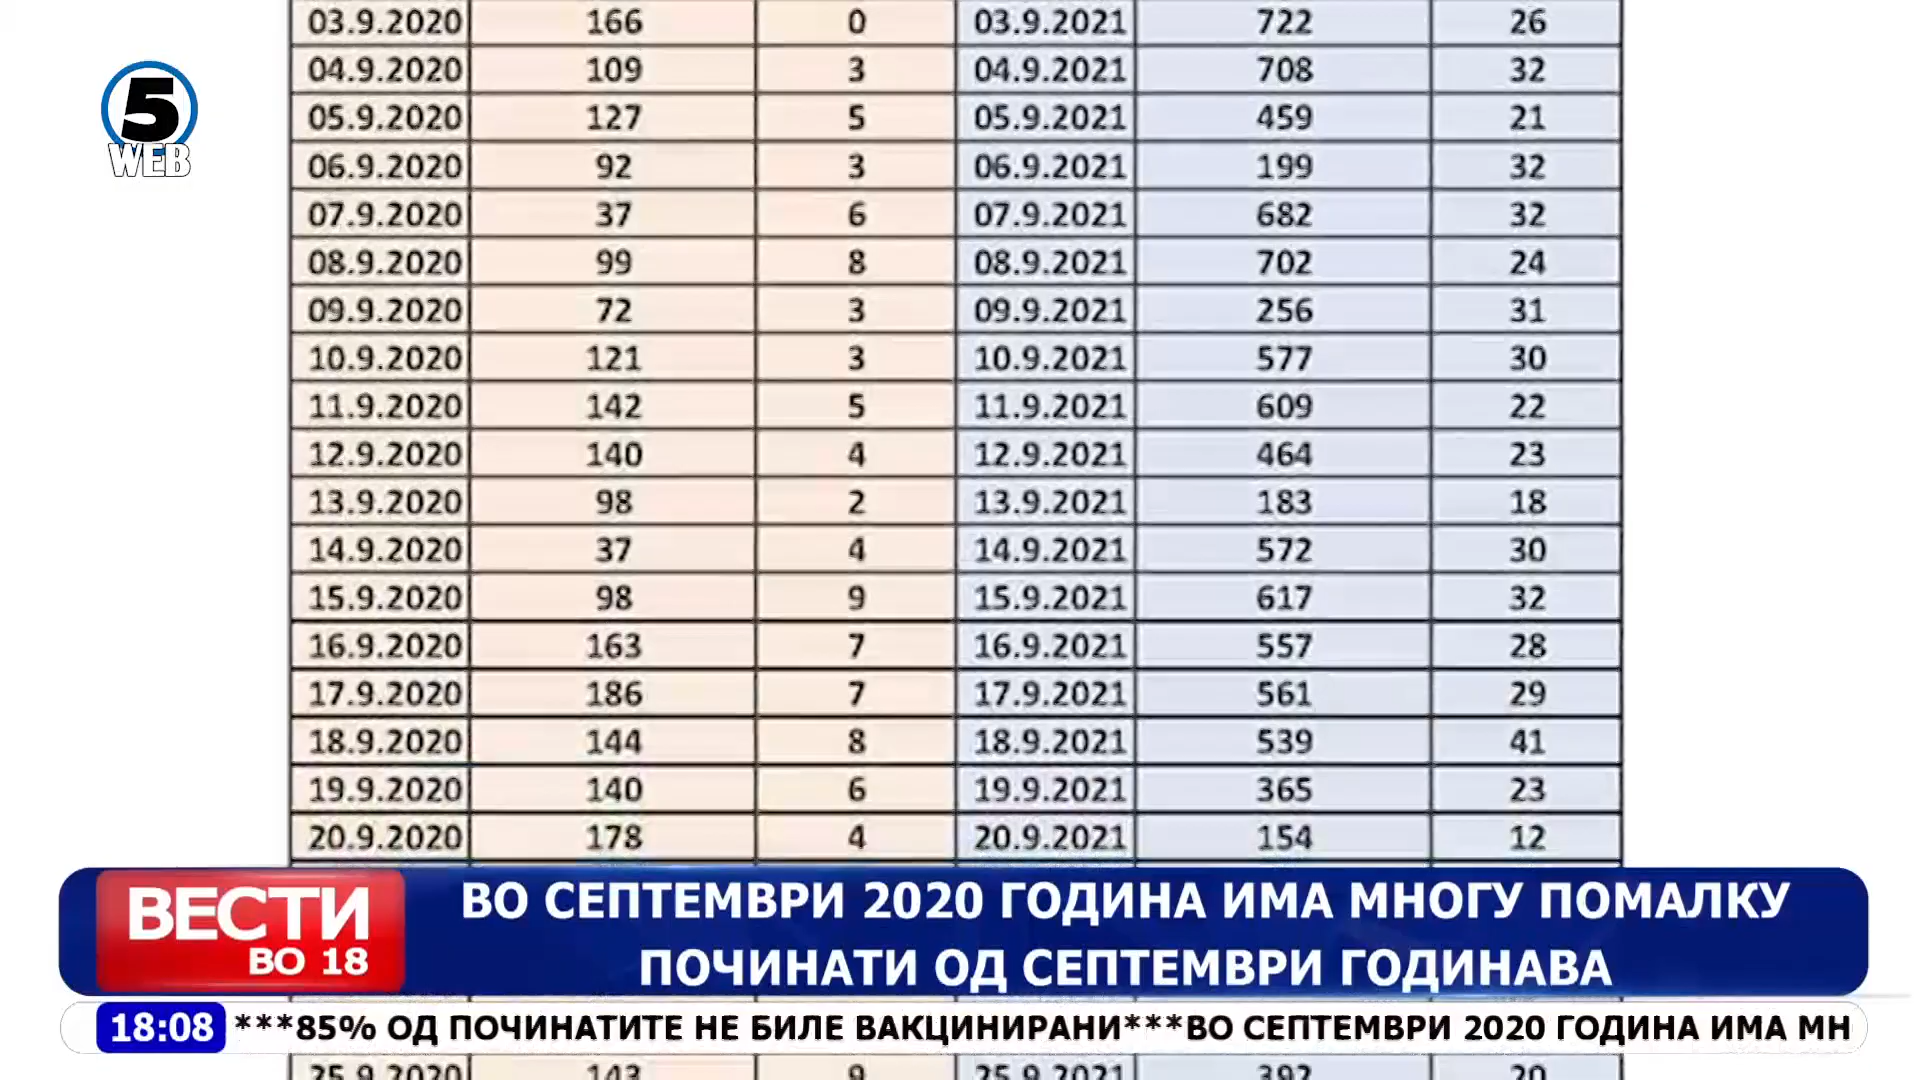 03.9.2020 166 0 03.9.2021 722 26
04.9.2020 109 3 04.9.2021 708 32
05.9.2020 127 5 05.9.2021 459 21
06.9.2020 92 3 06.9.2021 199 32
07.9.2020 37 6 07.9.2021 682 32
08.9.2020 99 8 08.9.2021 702 24
09.9.2020 72 3 09.9.2021 256 31
10.9.2020 121 3 10.9.2021 577 30
11.9.2020 142 5 11.9.2021 609 22
12.9.2020 140 4 12.9.2021 464 23
13.9.2020 98 2 13.9.2021 183 18
14.9.2020 37 4 14.9.2021 572 30
15.9.2020 98 9 15.9.2021 617 32
16.9.2020 163 7 16.9.2021 557 28
17.9.2020 186 7 17.9.2021 561 29
18.9.2020 144 8 18.9.2021 539 41
19.9.2020 140 6 19.9.2021 365 23
20.9.2020 178 4 20.9.2021 154 12
5
WEB
ВЕСТИ
ВО 18
ВО СЕПТЕМВРИ 2020 ГОДИНА ИМА МНОГУ ПОМАЛКУ
ПОЧИНАТИ ОД СЕПТЕМВРИ ГОДИНАВА
18:08 ***85% ОД ПОЧИНАТИТЕ НЕ БИЛЕ ВАКЦИНИРАНИ***ВО СЕПТЕМВРИ 2020 ГОДИНА ИМА МН
25.9.2020 143 9 25.9.2021 392 20